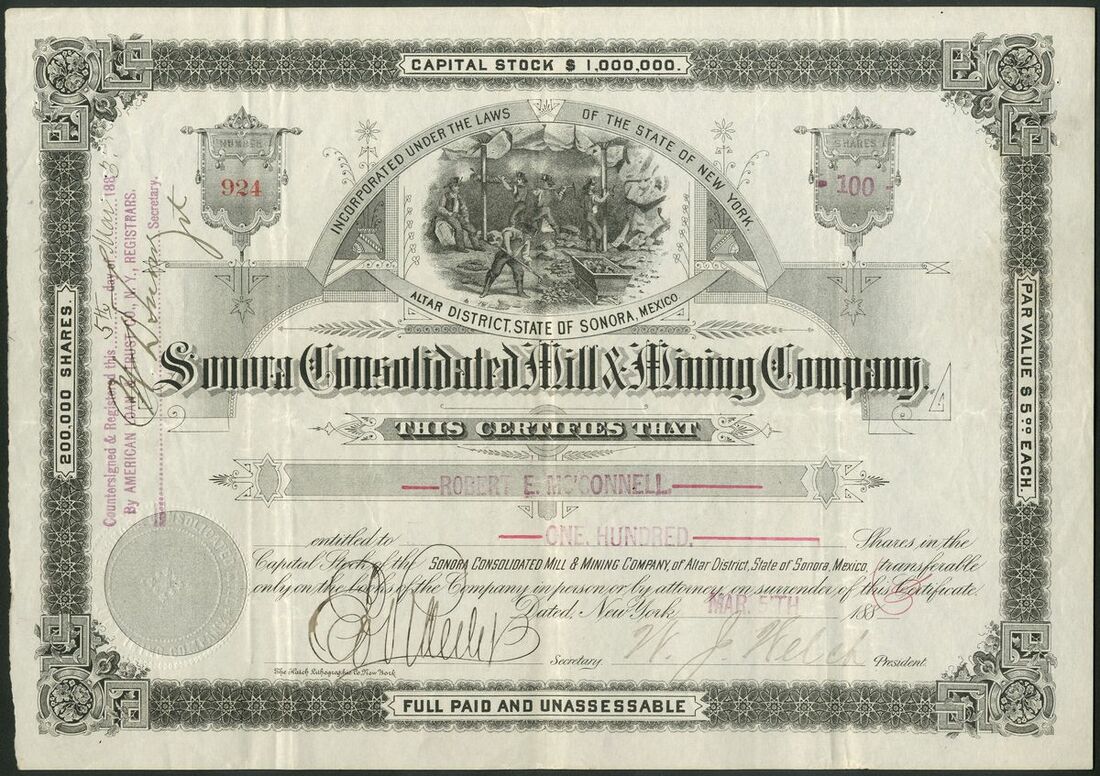 CAPITAL STOCK $ 1,000,000.
NUMBER
924
SHARES
100
INCORPORATED UNDER THE LAWS OF THE STATE OF NEW YORK.
ALTAR DISTRICT, STATE OF SONORA, MEXICO
Sonora Consolidated Mill & Mining Company.
THIS CERTIFIES THAT
ROBERT E. McCONNELL
entitled to ONE HUNDRED. Shares in the
Capital Stock of the SONORA CONSOLIDATED MILL & MINING COMPANY, of Altar District, State of Sonora, Mexico, transferable
only on the books of the Company in person or by attorney on surrender of this Certificate.
Dated, New York MAR. 5TH 188
Secretary. W. J. Welch President.
The Hatch Lithographic Co. New York
FULL PAID AND UNASSESSABLE
200,000 SHARES.
PAR VALUE $ 5.00 EACH.
Countersigned & Registered this 5th day of Mar. 188
By AMERICAN LOAN & TRUST CO., N. Y., REGISTRARS.
Secretary.